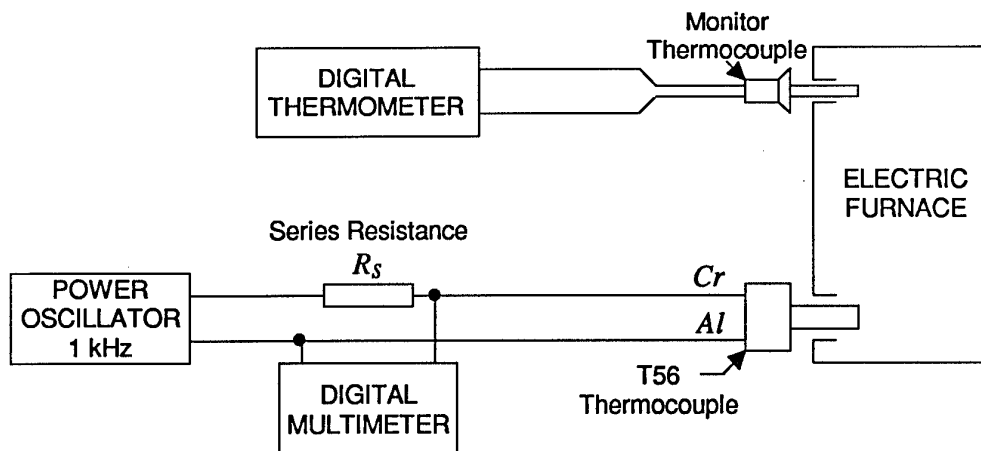 Monitor
Thermocouple
DIGITAL
THERMOMETER
ELECTRIC
FURNACE
Series Resistance
R_S
POWER
OSCILLATOR
1 kHz
Cr
Al
DIGITAL
MULTIMETER
T56
Thermocouple